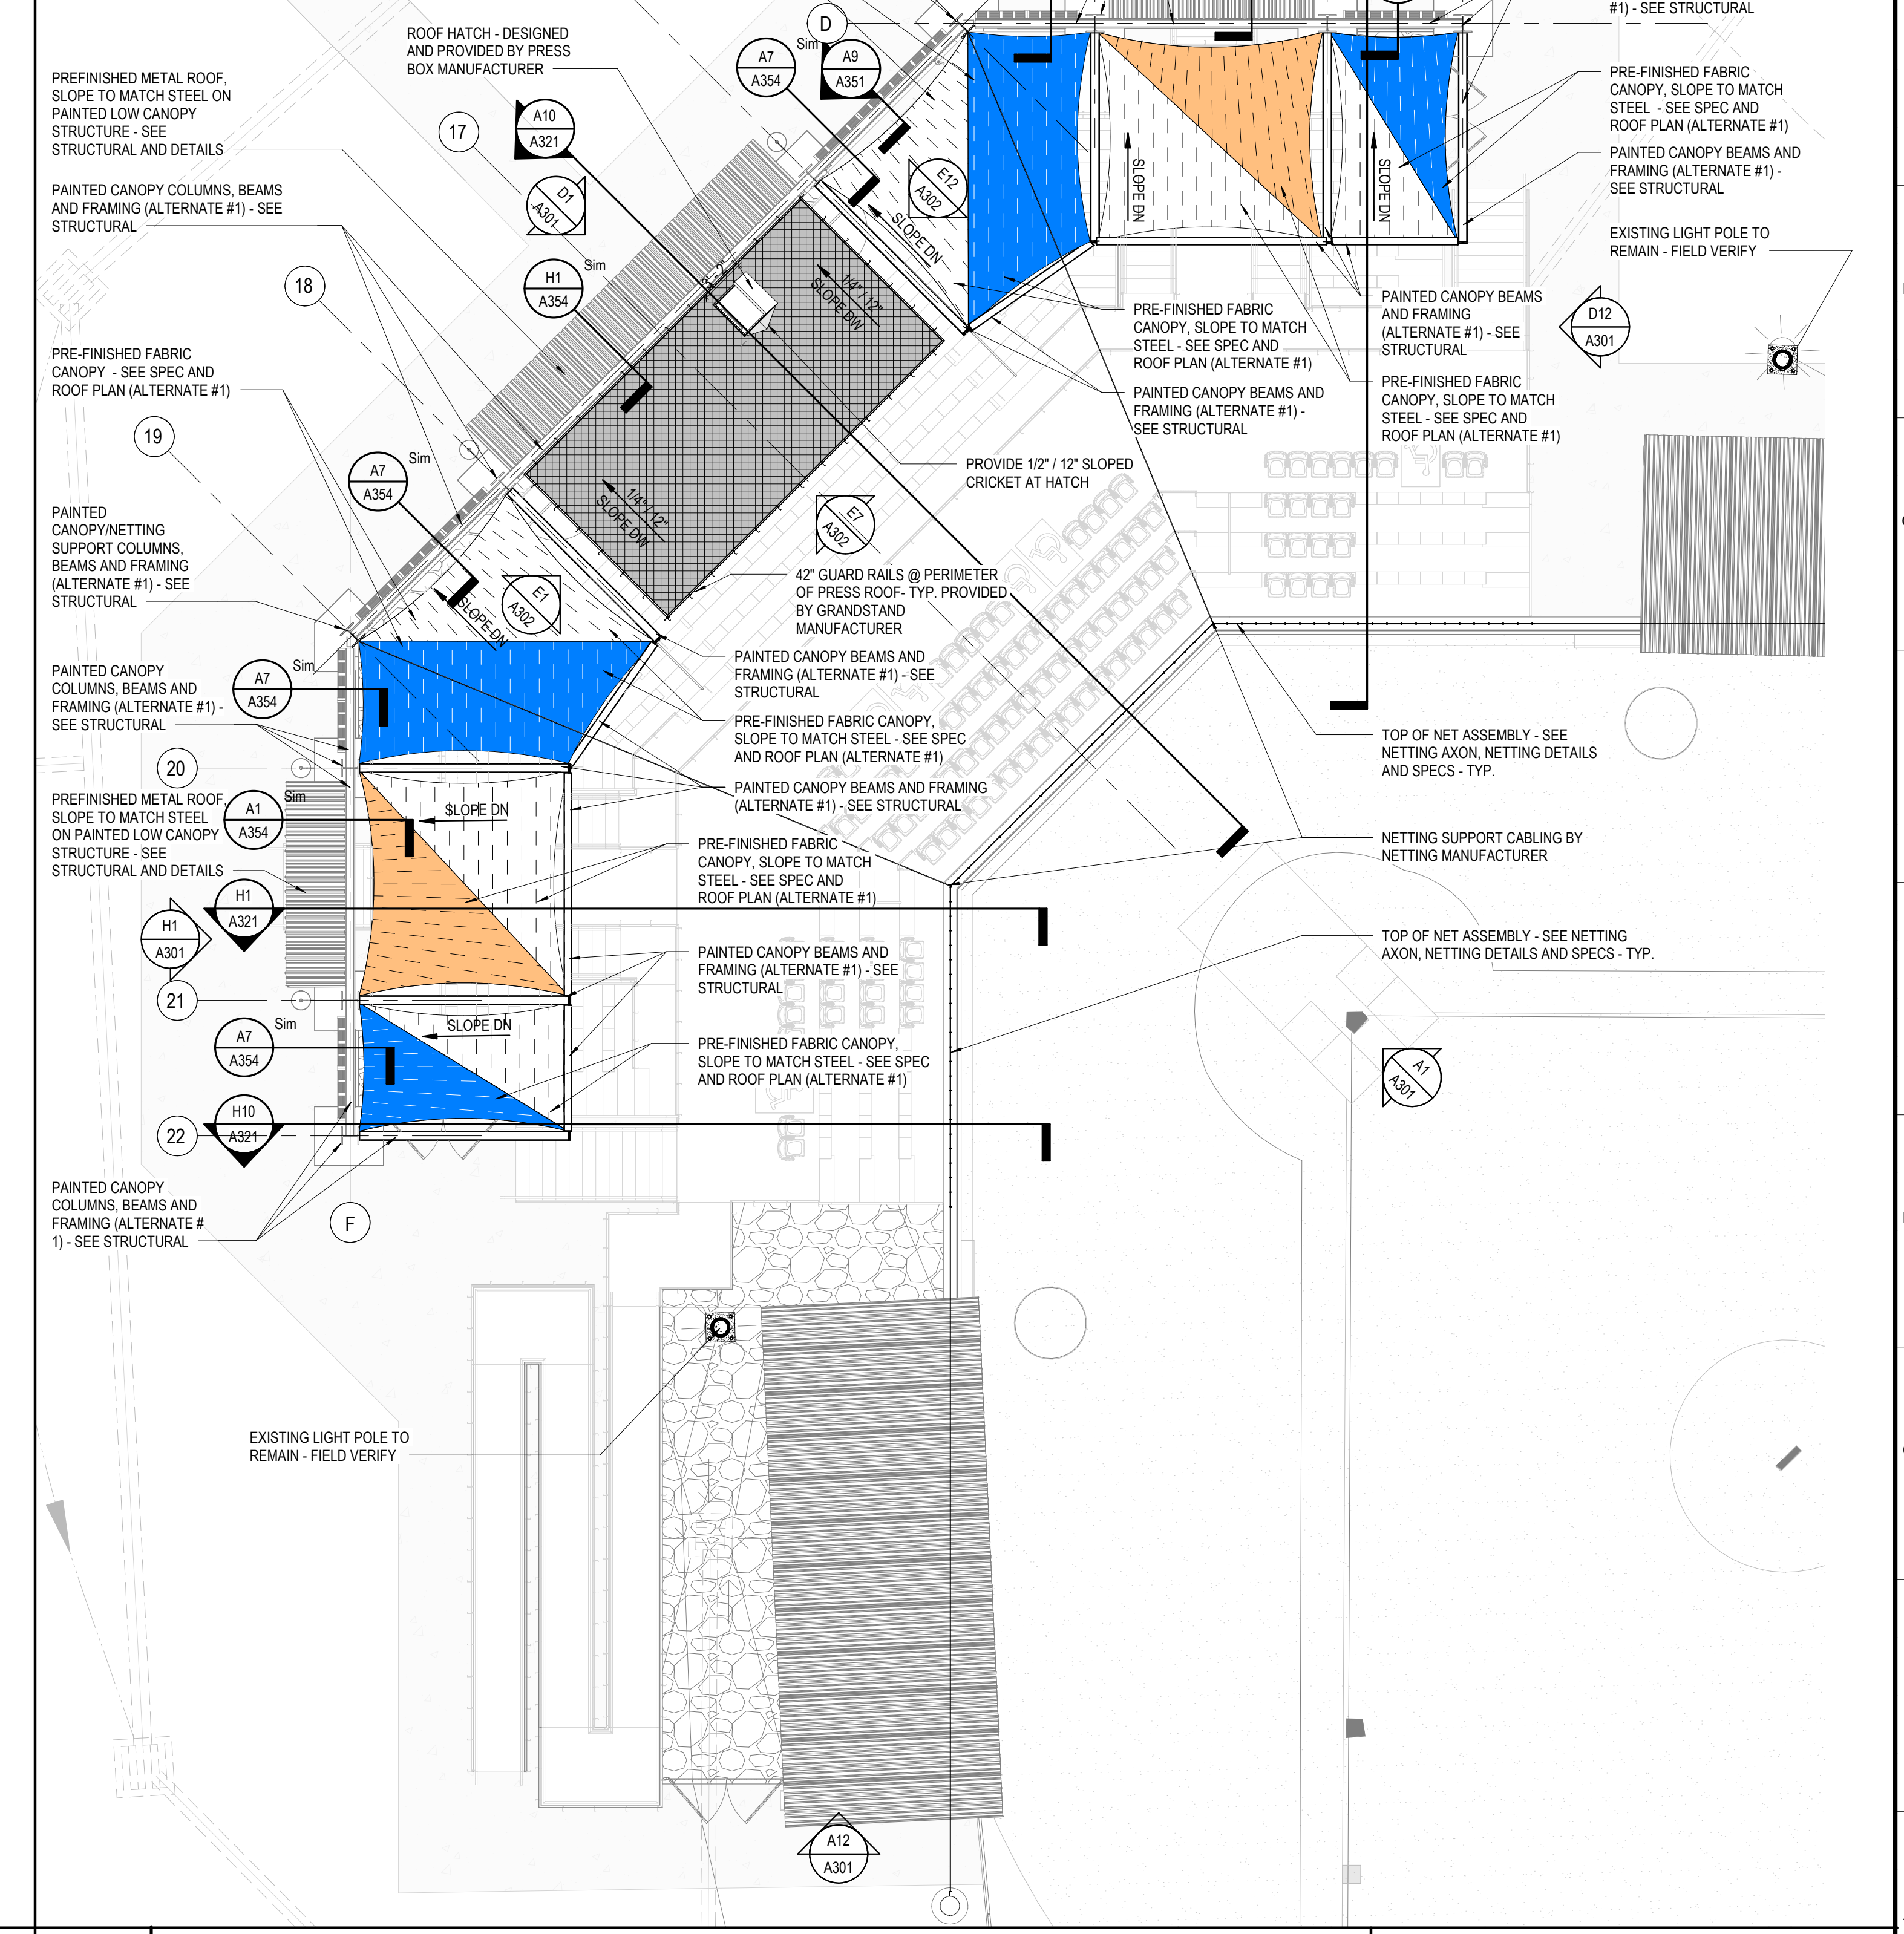 #1) - SEE STRUCTURAL
D
ROOF HATCH - DESIGNED
AND PROVIDED BY PRESS
BOX MANUFACTURER
Sim
A7
A354
A9
A351
PREFINISHED METAL ROOF,
SLOPE TO MATCH STEEL ON
PAINTED LOW CANOPY
STRUCTURE - SEE
STRUCTURAL AND DETAILS
PRE-FINISHED FABRIC
CANOPY, SLOPE TO MATCH
STEEL - SEE SPEC AND
ROOF PLAN (ALTERNATE #1)
17
A10
A321
PAINTED CANOPY BEAMS AND
FRAMING (ALTERNATE #1) -
SEE STRUCTURAL
PAINTED CANOPY COLUMNS, BEAMS
AND FRAMING (ALTERNATE #1) - SEE
STRUCTURAL
D1
A301
E12
A302
SLOPE DN
SLOPE DN
SLOPE DN
EXISTING LIGHT POLE TO
REMAIN - FIELD VERIFY
18
H1
A354
Sim
1/4" / 12"
SLOPE DW
PAINTED CANOPY BEAMS
AND FRAMING
(ALTERNATE #1) - SEE
STRUCTURAL
D12
A301
PRE-FINISHED FABRIC
CANOPY, SLOPE TO MATCH
STEEL - SEE SPEC AND
ROOF PLAN (ALTERNATE #1)
PRE-FINISHED FABRIC
CANOPY - SEE SPEC AND
ROOF PLAN (ALTERNATE #1)
PAINTED CANOPY BEAMS AND
FRAMING (ALTERNATE #1) -
SEE STRUCTURAL
PRE-FINISHED FABRIC
CANOPY, SLOPE TO MATCH
STEEL - SEE SPEC AND
ROOF PLAN (ALTERNATE #1)
19
A7
A354
Sim
PROVIDE 1/2" / 12" SLOPED
CRICKET AT HATCH
1/4" / 12"
SLOPE DW
E7
A302
PAINTED
CANOPY/NETTING
SUPPORT COLUMNS,
BEAMS AND FRAMING
(ALTERNATE #1) - SEE
STRUCTURAL
E1
A302
SLOPE DN
42" GUARD RAILS @ PERIMETER
OF PRESS ROOF- TYP. PROVIDED
BY GRANDSTAND
MANUFACTURER
PAINTED CANOPY
COLUMNS, BEAMS AND
FRAMING (ALTERNATE #1) -
SEE STRUCTURAL
A7
A354
Sim
PAINTED CANOPY BEAMS AND
FRAMING (ALTERNATE #1) - SEE
STRUCTURAL
PRE-FINISHED FABRIC CANOPY,
SLOPE TO MATCH STEEL - SEE SPEC
AND ROOF PLAN (ALTERNATE #1)
TOP OF NET ASSEMBLY - SEE
NETTING AXON, NETTING DETAILS
AND SPECS - TYP.
20
PAINTED CANOPY BEAMS AND FRAMING
(ALTERNATE #1) - SEE STRUCTURAL
PREFINISHED METAL ROOF,
SLOPE TO MATCH STEEL
ON PAINTED LOW CANOPY
STRUCTURE - SEE
STRUCTURAL AND DETAILS
A1
A354
Sim
SLOPE DN
PRE-FINISHED FABRIC
CANOPY, SLOPE TO MATCH
STEEL - SEE SPEC AND
ROOF PLAN (ALTERNATE #1)
NETTING SUPPORT CABLING BY
NETTING MANUFACTURER
H1
A321
H1
A301
TOP OF NET ASSEMBLY - SEE NETTING
AXON, NETTING DETAILS AND SPECS - TYP.
PAINTED CANOPY BEAMS AND
FRAMING (ALTERNATE #1) - SEE
STRUCTURAL
21
A7
A354
Sim
SLOPE DN
PRE-FINISHED FABRIC CANOPY,
SLOPE TO MATCH STEEL - SEE SPEC
AND ROOF PLAN (ALTERNATE #1)
A1
A301
22
H10
A321
PAINTED CANOPY
COLUMNS, BEAMS AND
FRAMING (ALTERNATE #
1) - SEE STRUCTURAL
F
EXISTING LIGHT POLE TO
REMAIN - FIELD VERIFY
A12
A301